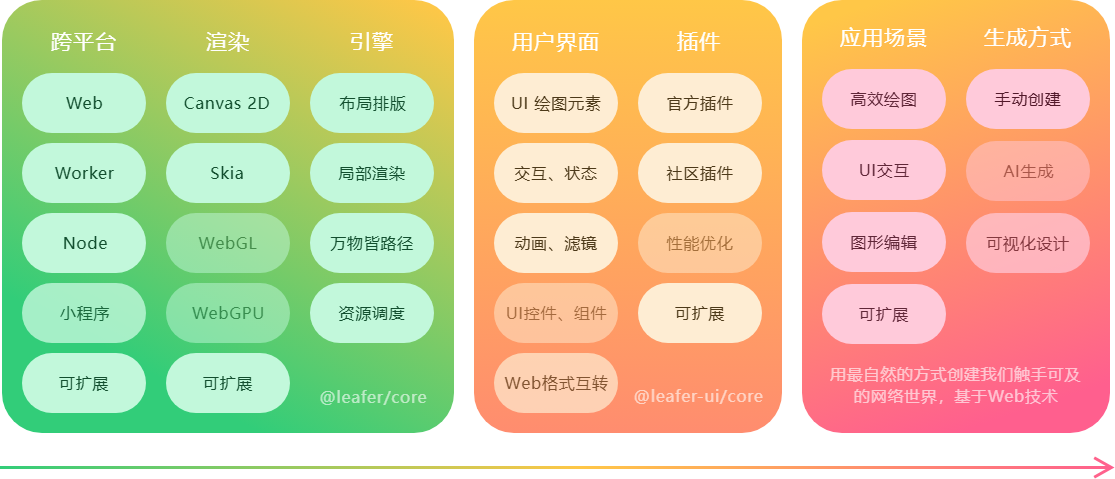 跨平台
渲染
引擎
Web
Canvas 2D
布局排版
Worker
Skia
局部渲染
Node
WebGL
万物皆路径
小程序
WebGPU
资源调度
可扩展
可扩展
@leafer/core
用户界面
插件
UI 绘图元素
官方插件
交互、状态
社区插件
动画、滤镜
性能优化
UI控件、组件
可扩展
Web格式互转
@leafer-ui/core
应用场景
生成方式
高效绘图
手动创建
UI交互
AI生成
图形编辑
可视化设计
可扩展
用最自然的方式创建我们触手可及
的网络世界，基于Web技术